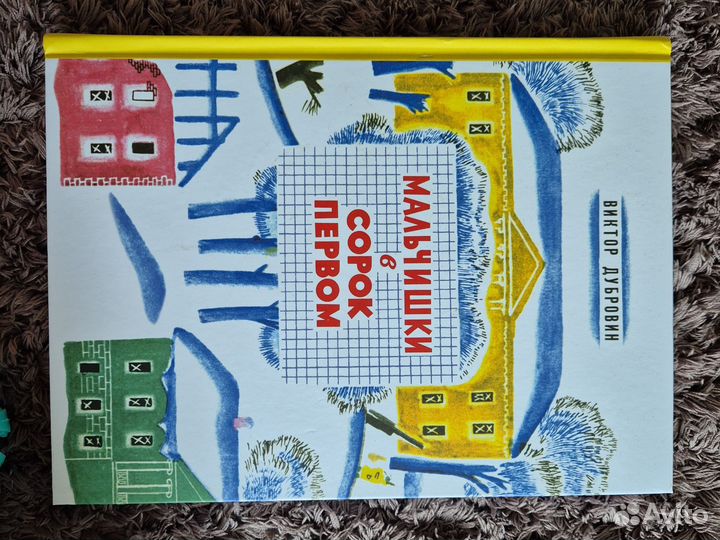 ВИКТОР ДУБРОВИН
МАЛЬЧИШКИ
в
СОРОК
ПЕРВОМ
Avito